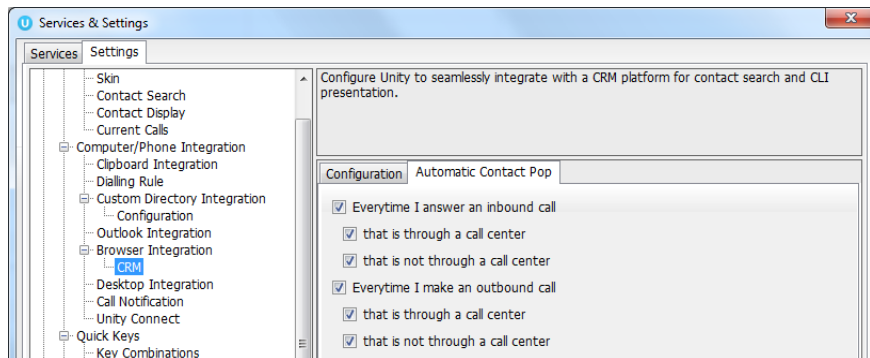 Services & Settings
Services Settings
Skin
Contact Search
Contact Display
Current Calls
Computer/Phone Integration
Clipboard Integration
Dialling Rule
Custom Directory Integration
Configuration
Outlook Integration
Browser Integration
CRM
Desktop Integration
Call Notification
Unity Connect
Quick Keys
Key Combinations
Configure Unity to seamlessly integrate with a CRM platform for contact search and CLI
presentation.
Configuration Automatic Contact Pop
Everytime I answer an inbound call
that is through a call center
that is not through a call center
Everytime I make an outbound call
that is through a call center
that is not through a call center